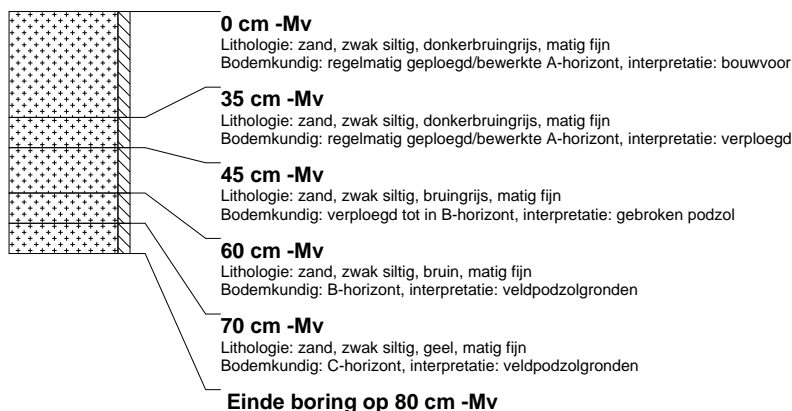 0 cm -Mv
Lithologie: zand, zwak siltig, donkerbruingrijs, matig fijn
Bodemkundig: regelmatig geploegd/bewerkte A-horizont, interpretatie: bouwvoor
35 cm -Mv
Lithologie: zand, zwak siltig, donkerbruingrijs, matig fijn
Bodemkundig: regelmatig geploegd/bewerkte A-horizont, interpretatie: verploegd
45 cm -Mv
Lithologie: zand, zwak siltig, bruingrijs, matig fijn
Bodemkundig: verploegd tot in B-horizont, interpretatie: gebroken podzol
60 cm -Mv
Lithologie: zand, zwak siltig, bruin, matig fijn
Bodemkundig: B-horizont, interpretatie: veldpodzolgronden
70 cm -Mv
Lithologie: zand, zwak siltig, geel, matig fijn
Bodemkundig: C-horizont, interpretatie: veldpodzolgronden
Einde boring op 80 cm -Mv